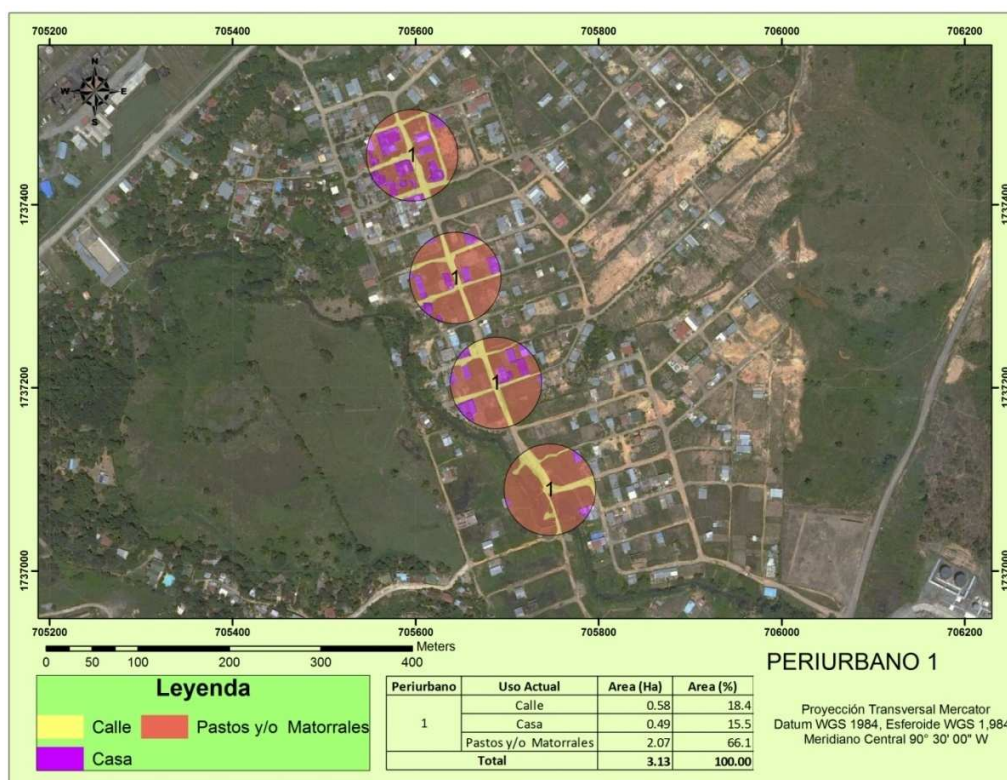 705200 705400 705600 705800 706000 706200
N
W E
S
1737400 1737400
1737200 1737200
1737000 1737000
1
1
1
1
705200 705400 705600 705800 706000 706200
Meters
0 50 100 200 300 400
PERIURBANO 1
Leyenda
Calle Pastos y/o Matorrales
Casa
Periurbano Uso Actual Area (Ha) Area (%)
1 Calle 0.58 18.4
Casa 0.49 15.5
Pastos y/o Matorrales 2.07 66.1
Total 3.13 100.00
Proyección Transversal Mercator
Datum WGS 1984, Esferoide WGS 1,984
Meridiano Central 90° 30' 00" W